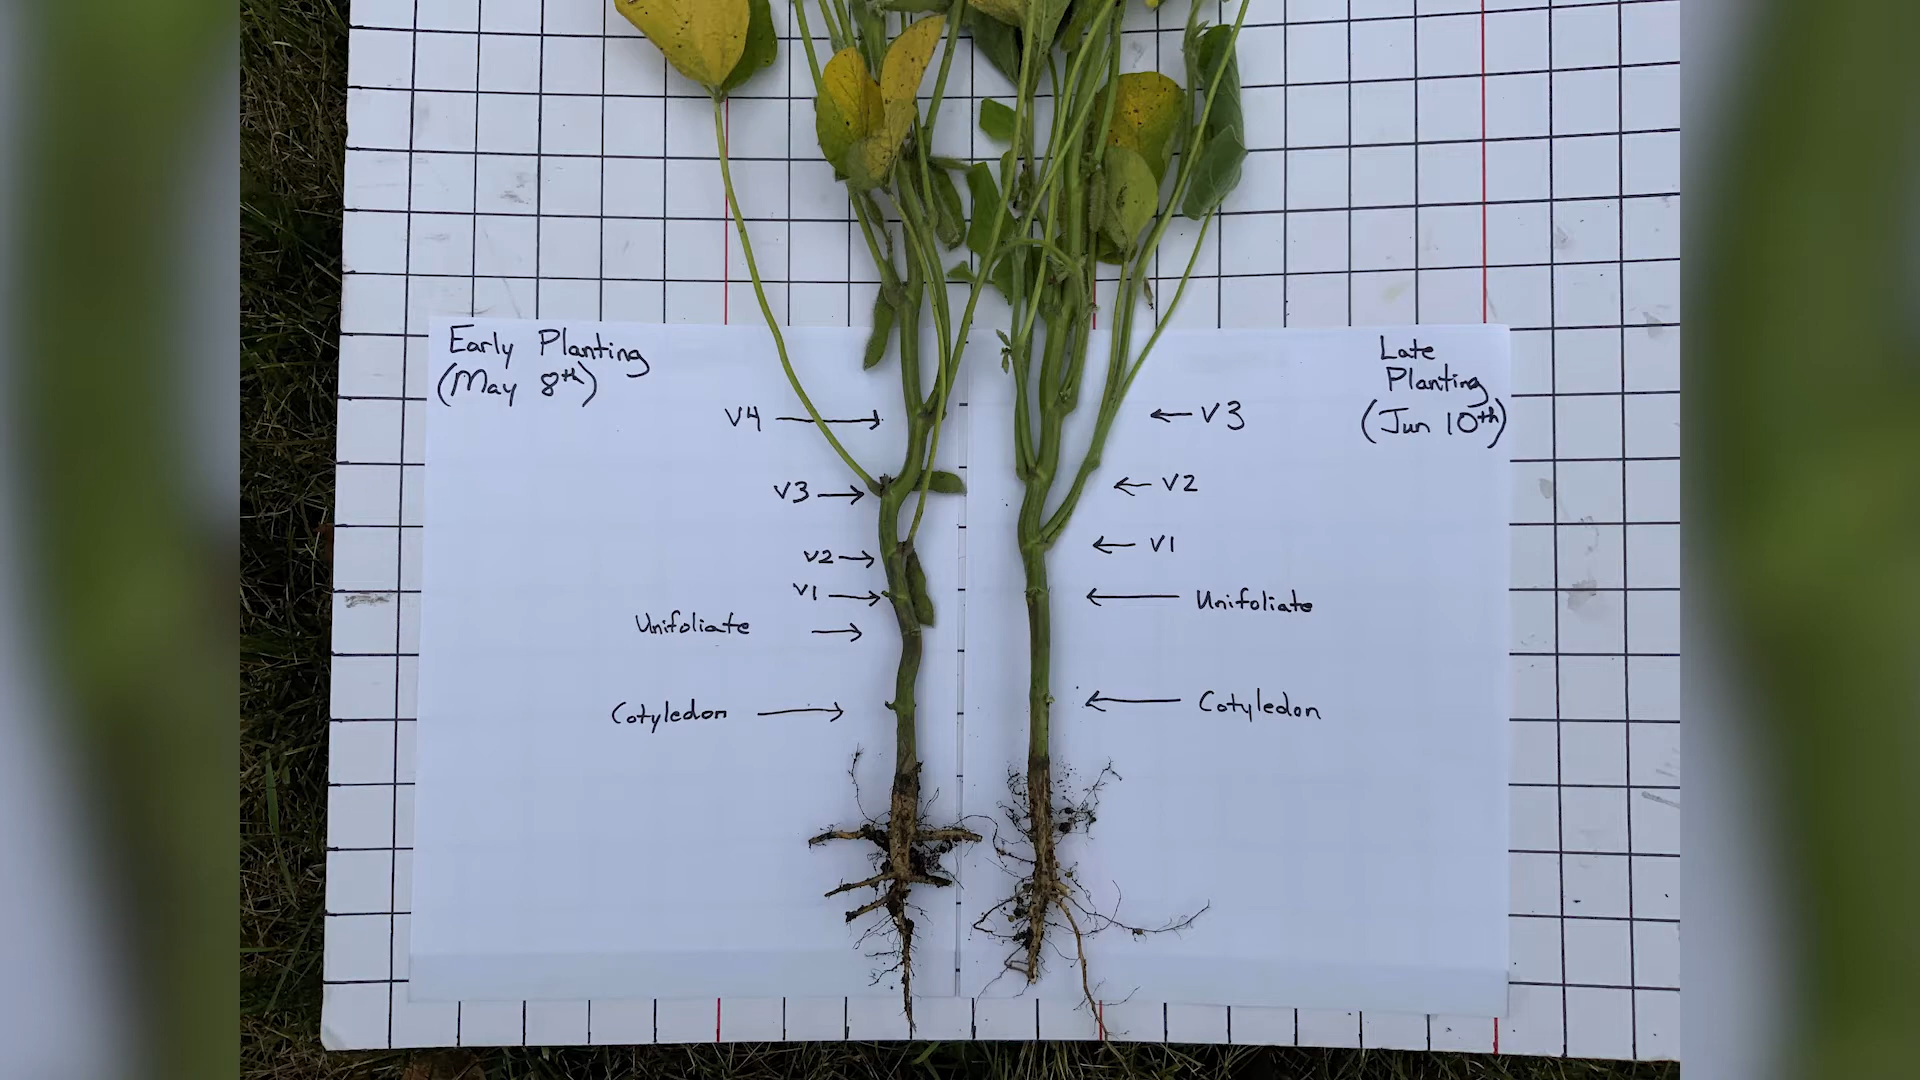 Early Planting
(May 8th)
V4
V3
V2
V1
Unifoliate
Cotyledon
Late
Planting
(Jun 10th)
V3
V2
V1
Unifoliate
Cotyledon